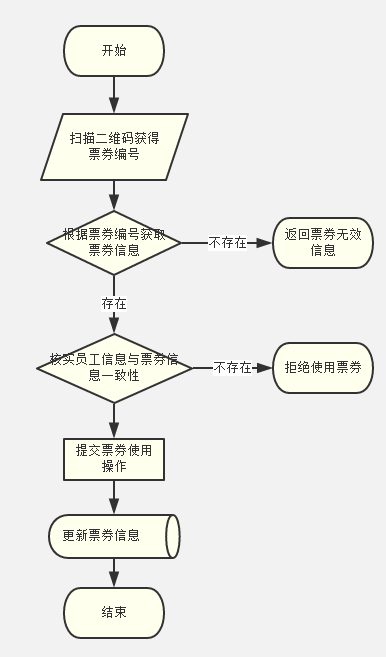 开始
扫描二维码获得
票券编号
根据票券编号获取
票券信息
不存在
返回票券无效
信息
存在
核实员工信息与票券信
息一致性
不存在
拒绝使用票券
提交票券使用
操作
更新票券信息
结束